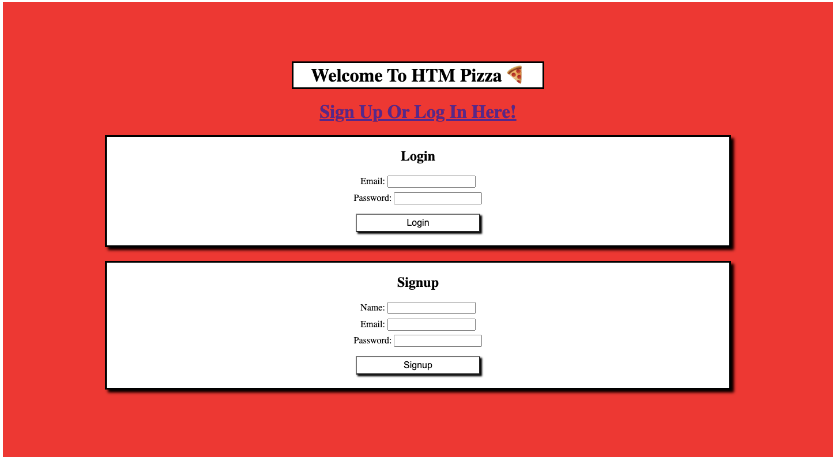 Welcome To HTM Pizza 🍕
Sign Up Or Log In Here!
Login
Email:
Password:
Login
Signup
Name:
Email:
Password:
Signup